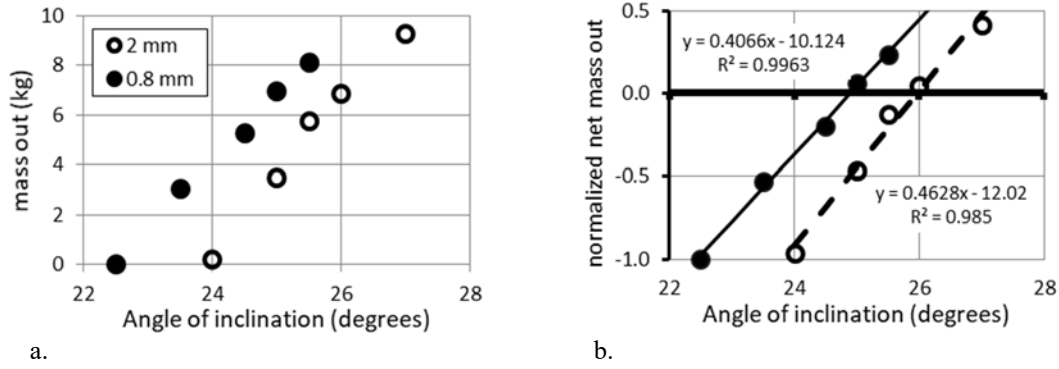 10
8
6
4
2
0
mass out (kg)
2 mm
0.8 mm
22
24
26
28
Angle of inclination (degrees)
a.
0.5
0.0
-0.5
-1.0
normalized net mass out
y = 0.4066x - 10.124
R² = 0.9963
y = 0.4628x - 12.02
R² = 0.985
22
24
26
28
Angle of inclination (degrees)
b.